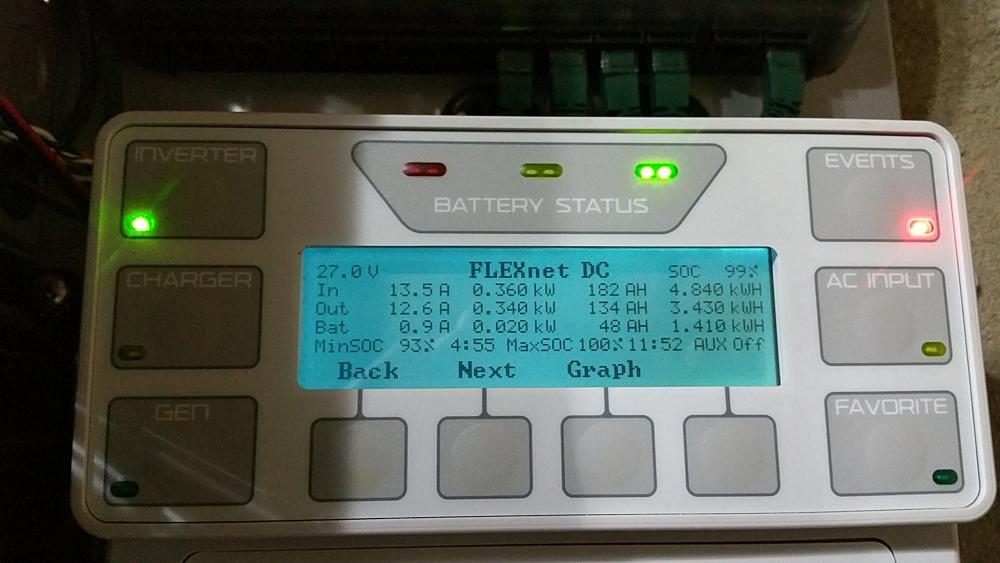 INVERTER
EVENTS
BATTERY STATUS
CHARGER
AC INPUT
GEN
FAVORITE
27.0 V FLEXnet DC SOC 99%
In 13.5 A 0.360 kW 182 AH 4.840 kWH
Out 12.6 A 0.340 kW 134 AH 3.430 kWH
Bat 0.9 A 0.020 kW 48 AH 1.410 kWH
MinSOC 93% 4:55 MaxSOC 100% 11:52 AUX Off
Back Next Graph